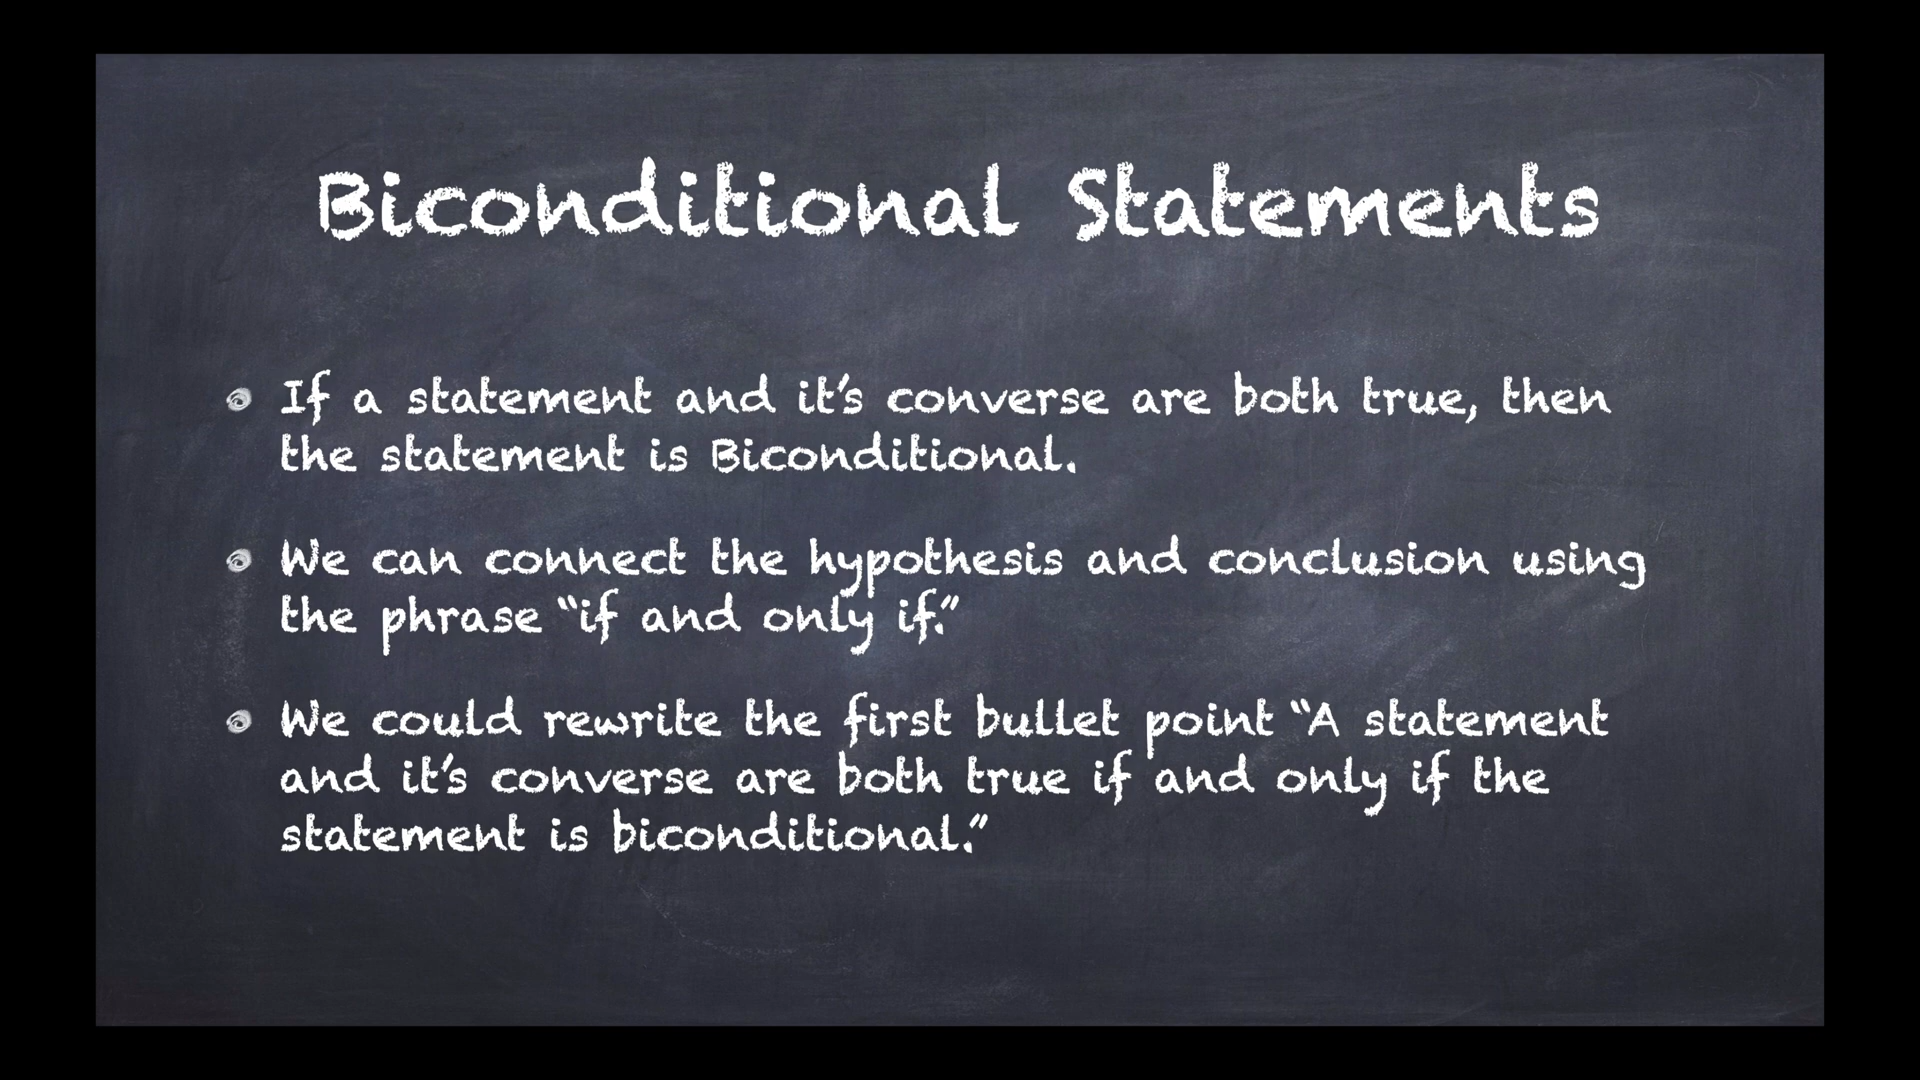 Biconditional Statements
If a statement and it’s converse are both true, then
the statement is Biconditional.
We can connect the hypothesis and conclusion using
the phrase “if and only if.”
We could rewrite the first bullet point “A statement
and it’s converse are both true if and only if the
statement is biconditional.”